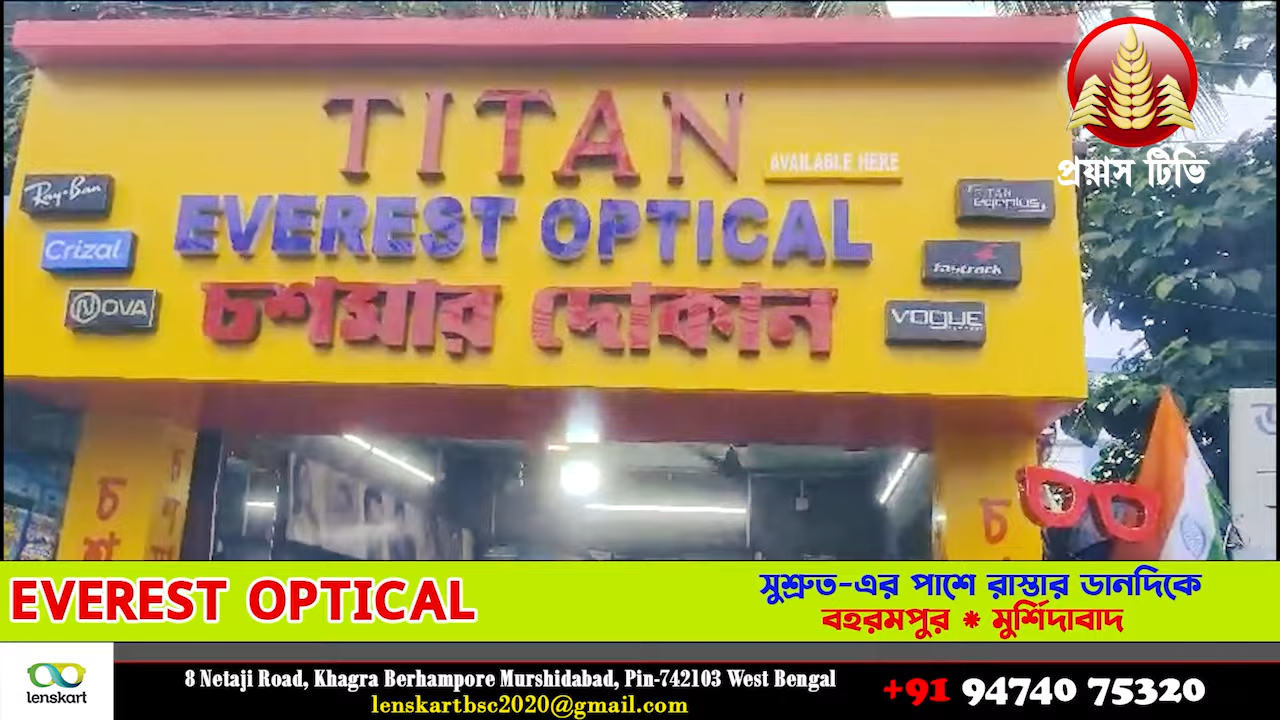 TITAN
AVAILABLE HERE
প্রয়াস টিভি
Ray-Ban
TITAN
eyeplus
EVEREST OPTICAL
Crizal
fastrack
চশমার দোকান
NOVA
VOGUE
চ
শ
চ
শ
চ
EVEREST OPTICAL
সুশ্রুত-এর পাশে রাস্তার ডানদিকে
বহরমপুর * মুর্শিদাবাদ
lenskart
8 Netaji Road, Khagra Berhampore Murshidabad, Pin-742103 West Bengal
lenskartbsc2020@gmail.com
+91 94740 75320